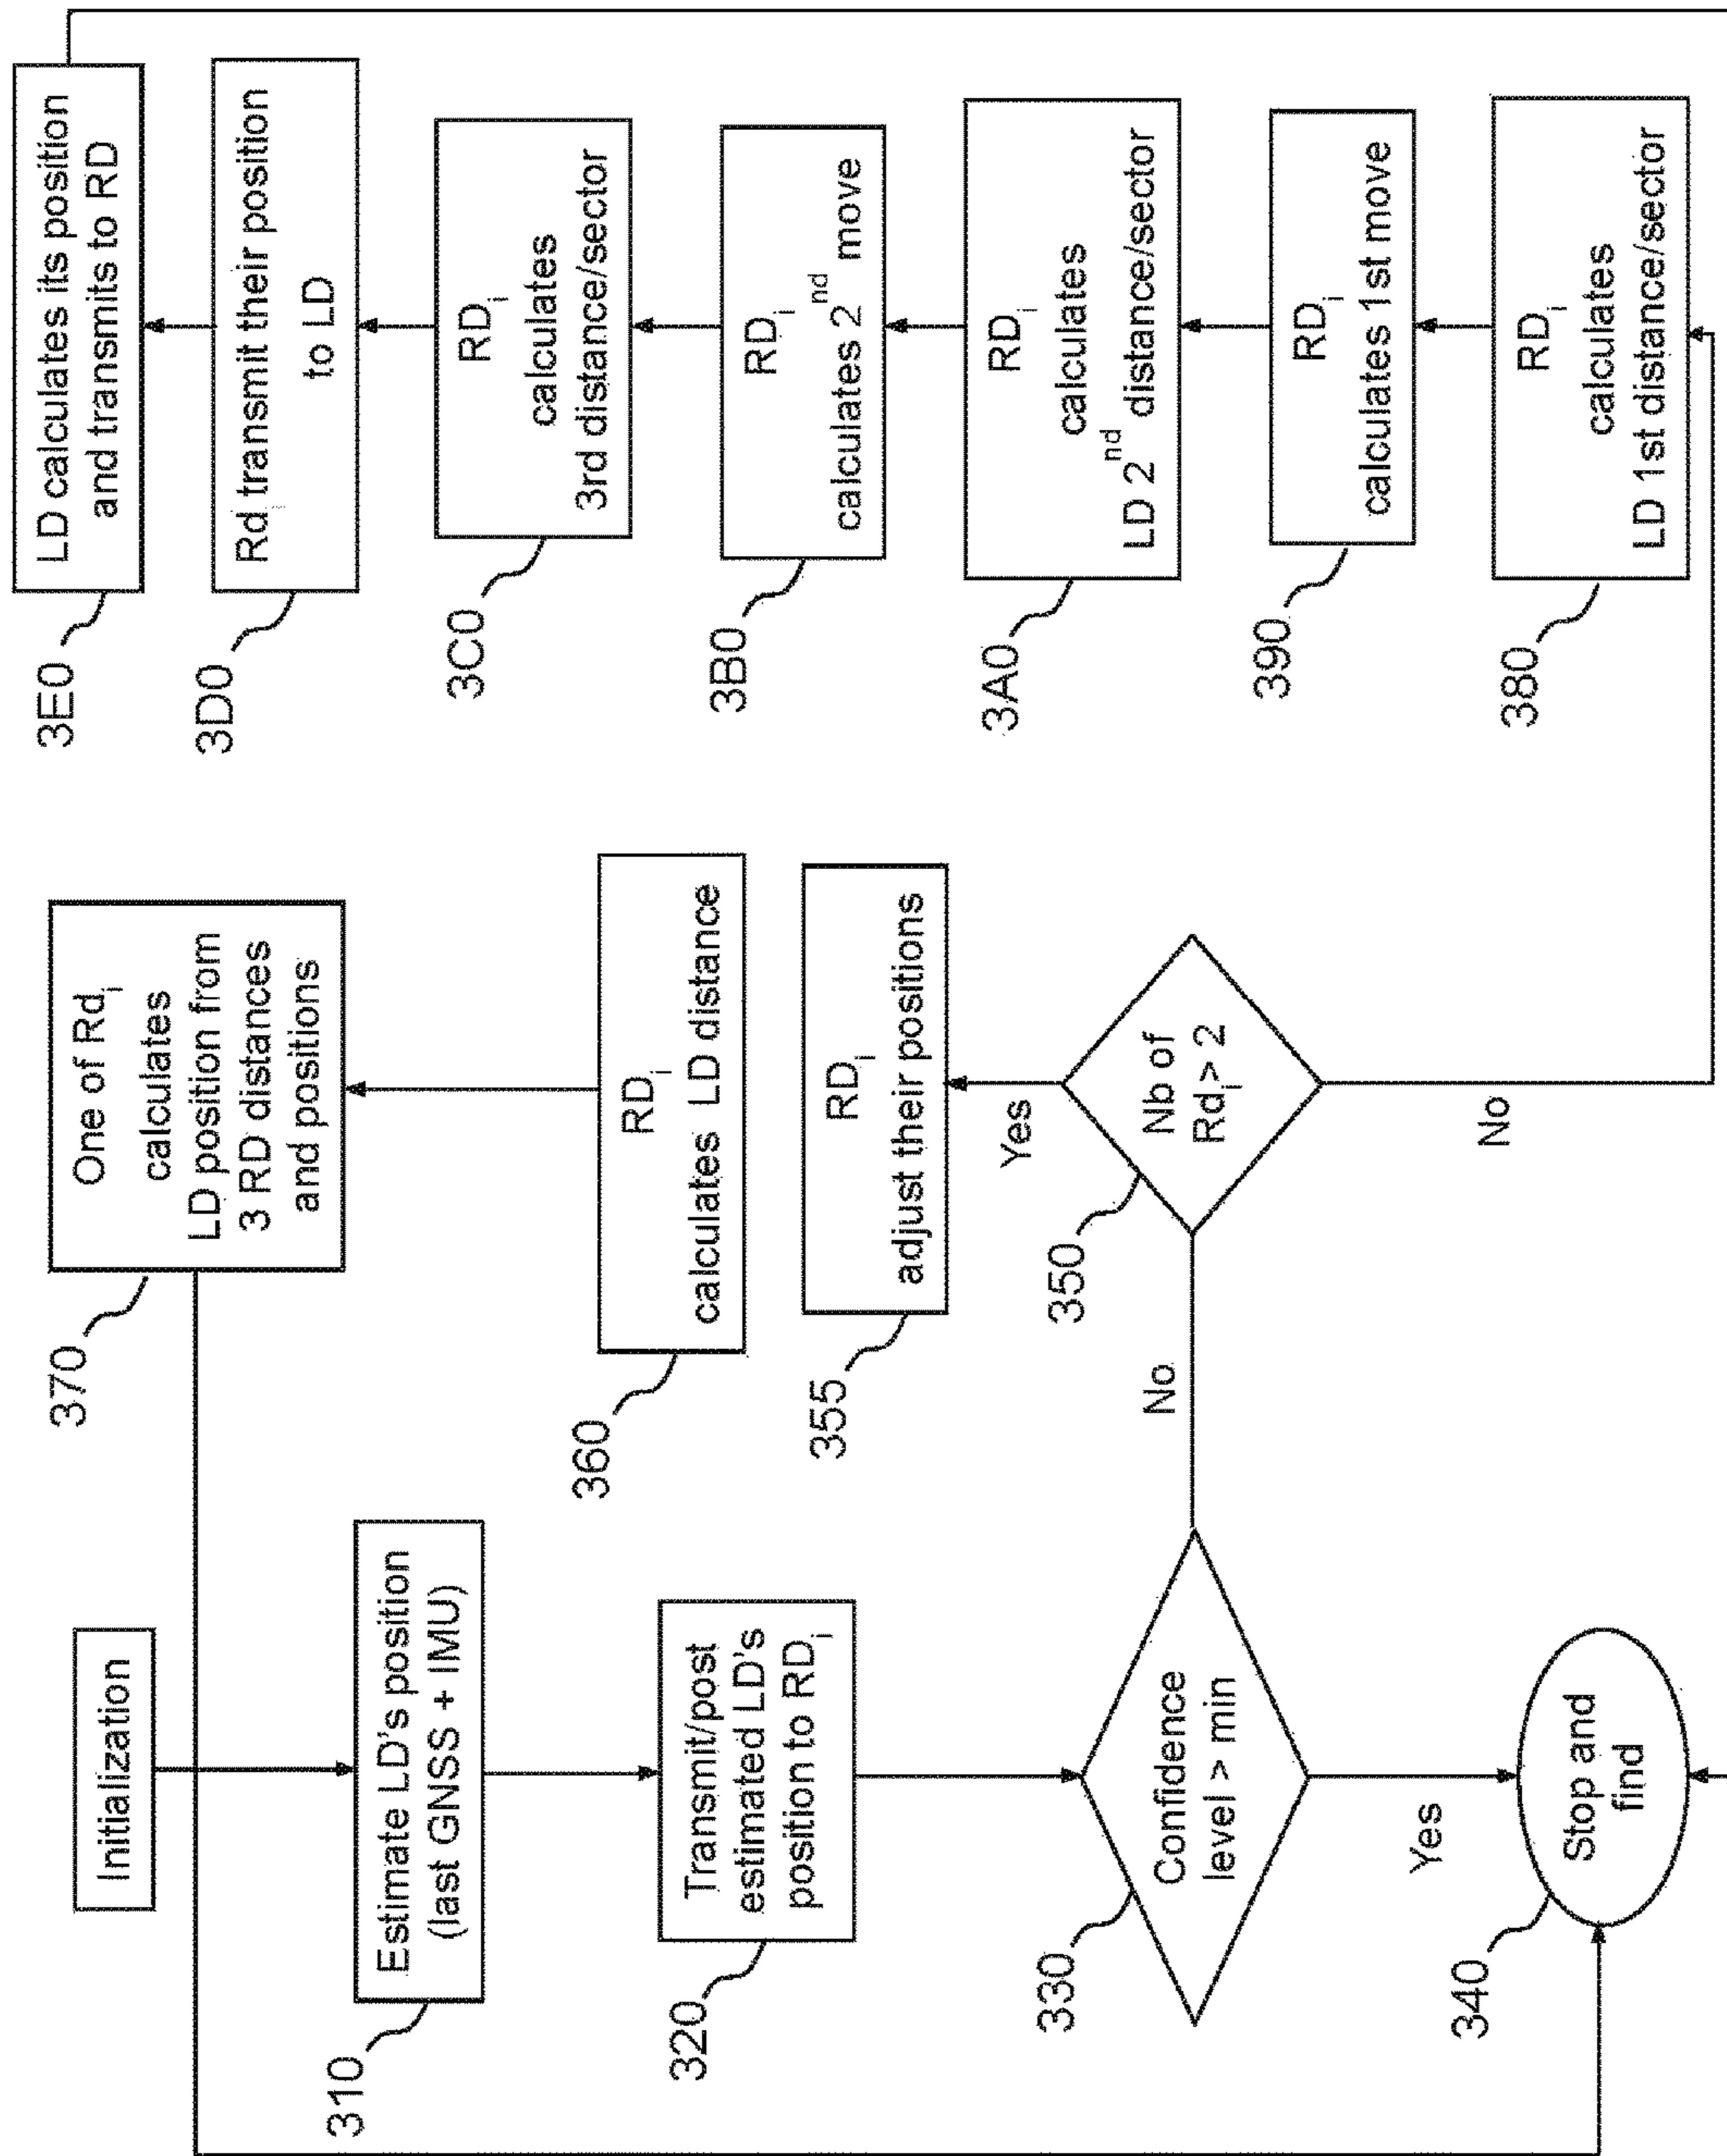 Initialization
Estimate LD's position
(last GNSS + IMU)
310
Transmit/post
estimated LD's
position to RDi
320
Confidence
level > min
330
Yes
No
Stop and
find
340
Nb of
Rdi > 2
350
Yes
No
RDi
adjust their positions
355
RDi
calculates LD distance
360
One of Rdi
calculates
LD position from
3 RD distances
and positions
370
RDi
calculates
LD 1st distance/sector
380
RDi
calculates 1st move
390
RDi
calculates
LD 2nd distance/sector
3A0
RDi
calculates 2nd move
3B0
RDi
calculates
3rd distance/sector
3C0
Rdi transmit their position
to LD
3D0
LD calculates its position
and transmits to RD
3E0